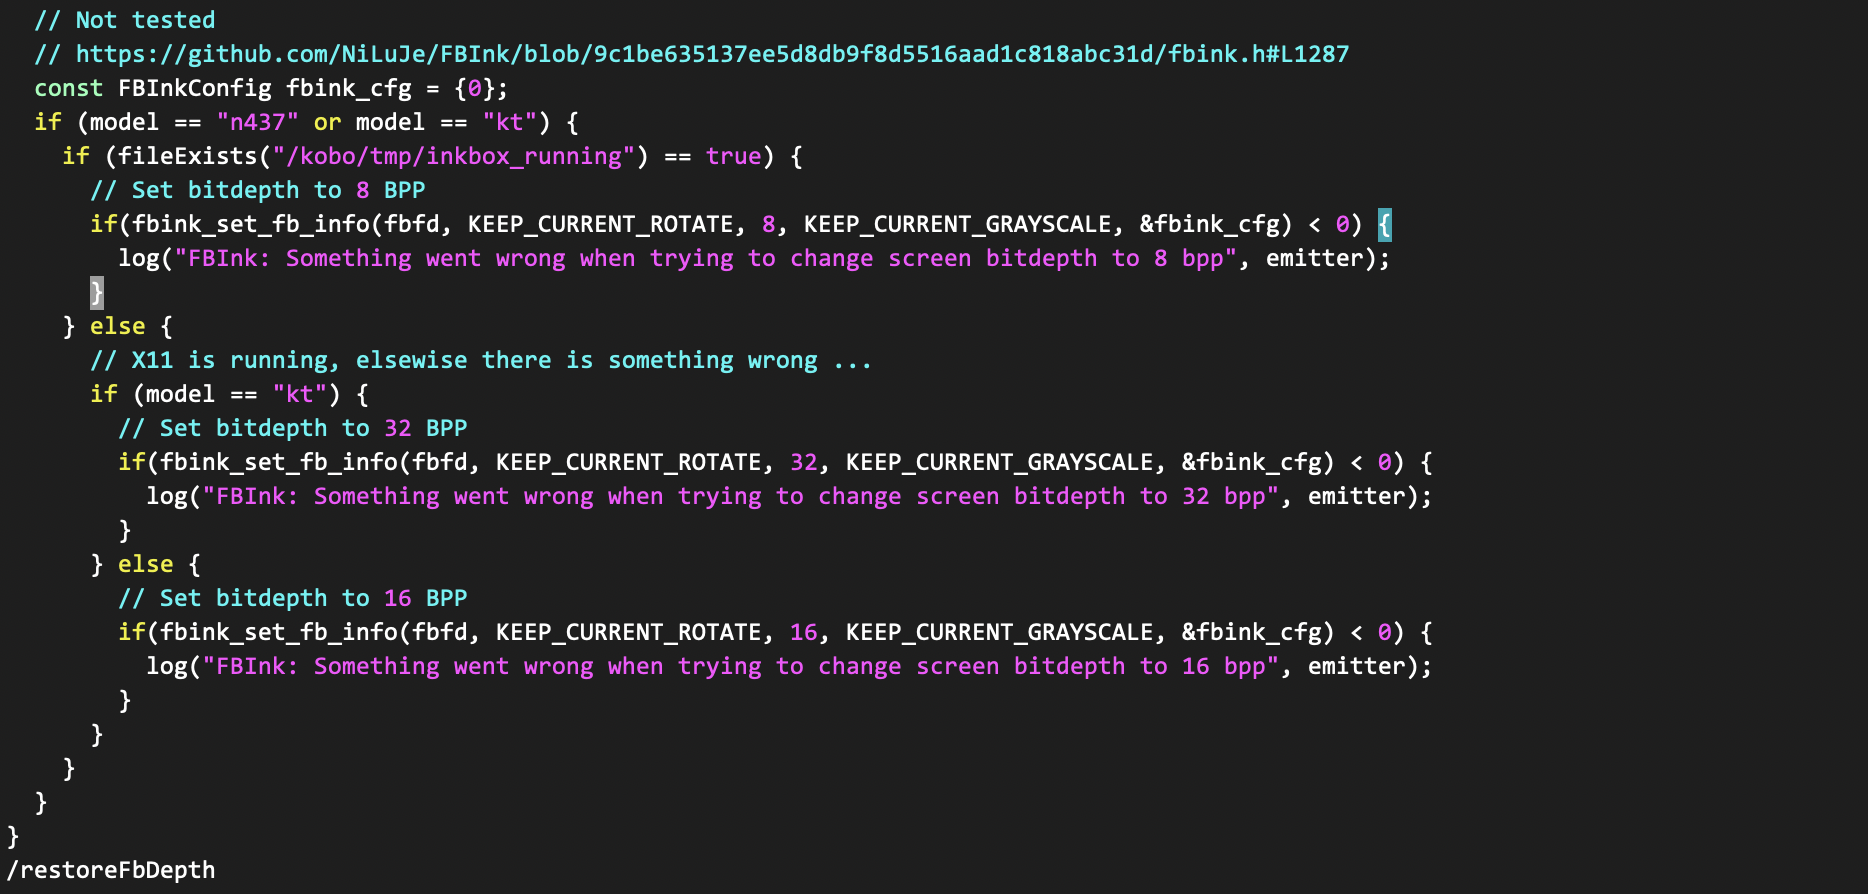 // Not tested
// https://github.com/NiLuJe/FBInk/blob/9c1be635137ee5d8db9f8d5516aad1c818abc31d/fbink.h#L1287
const FBInkConfig fbink_cfg = {0};
if (model == "n437" or model == "kt") {
if (fileExists("/kobo/tmp/inkbox_running") == true) {
// Set bitdepth to 8 BPP
if(fbink_set_fb_info(fbfd, KEEP_CURRENT_ROTATE, 8, KEEP_CURRENT_GRAYSCALE, &fbink_cfg) < 0) {
log("FBInk: Something went wrong when trying to change screen bitdepth to 8 bpp", emitter);
}
} else {
// X11 is running, elsewise there is something wrong ...
if (model == "kt") {
// Set bitdepth to 32 BPP
if(fbink_set_fb_info(fbfd, KEEP_CURRENT_ROTATE, 32, KEEP_CURRENT_GRAYSCALE, &fbink_cfg) < 0) {
log("FBInk: Something went wrong when trying to change screen bitdepth to 32 bpp", emitter);
}
} else {
// Set bitdepth to 16 BPP
if(fbink_set_fb_info(fbfd, KEEP_CURRENT_ROTATE, 16, KEEP_CURRENT_GRAYSCALE, &fbink_cfg) < 0) {
log("FBInk: Something went wrong when trying to change screen bitdepth to 16 bpp", emitter);
}
}
}
}
}
/restoreFbDepth